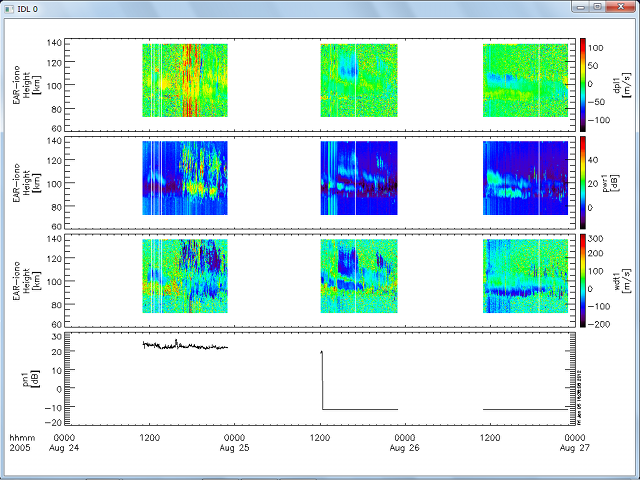 IDL 0
140
120
100
80
60
EAR-iono
Height
[km]
100
50
0
-50
-100
dpl1
[m/s]
140
120
100
80
60
EAR-iono
Height
[km]
60
40
20
0
pwr1
[dB]
140
120
100
80
60
EAR-iono
Height
[km]
300
200
100
0
-100
-200
wdt1
[m/s]
30
20
10
0
-10
-20
pn1
[dB]
hhmm
2005
0000
Aug 24
1200
0000
Aug 25
1200
0000
Aug 26
1200
0000
Aug 27